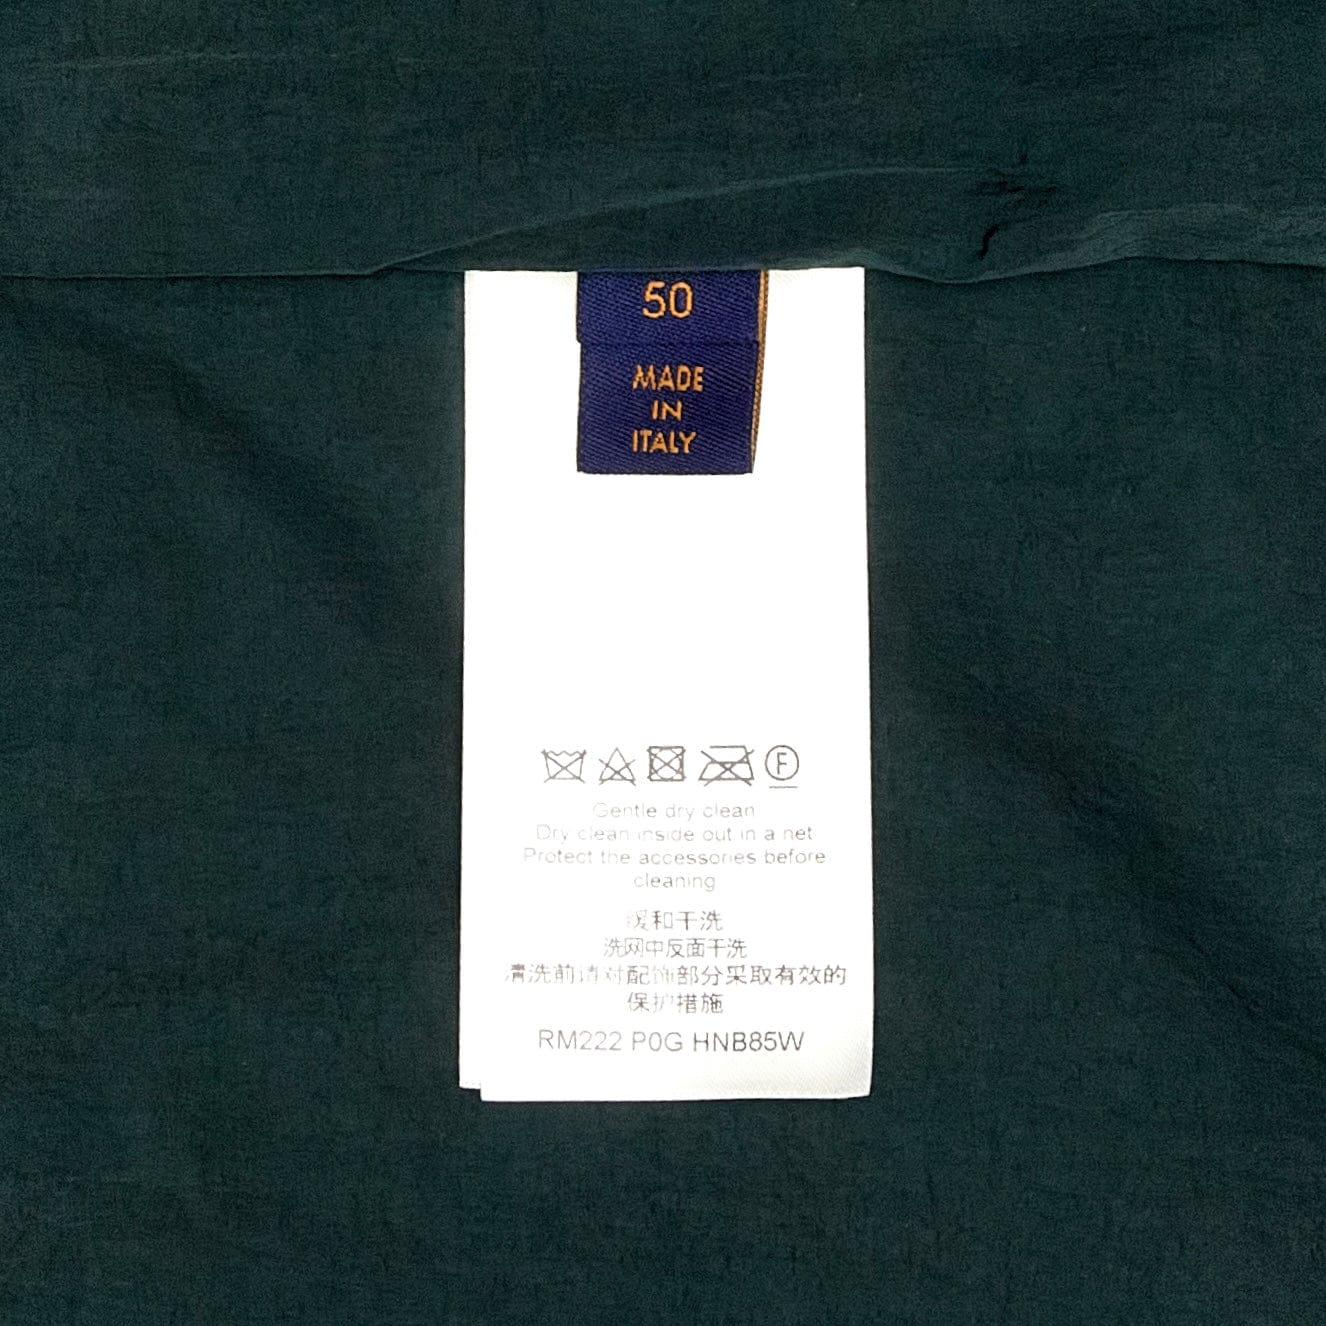 50
MADE
IN
ITALY
F
Gentle dry clean
Dry clean inside out in a net
Protect the accessories before
cleaning
缓和干洗
洗网中反面干洗
清洗前请对配饰部分采取有效的
保护措施
RM222 P0G HNB85W